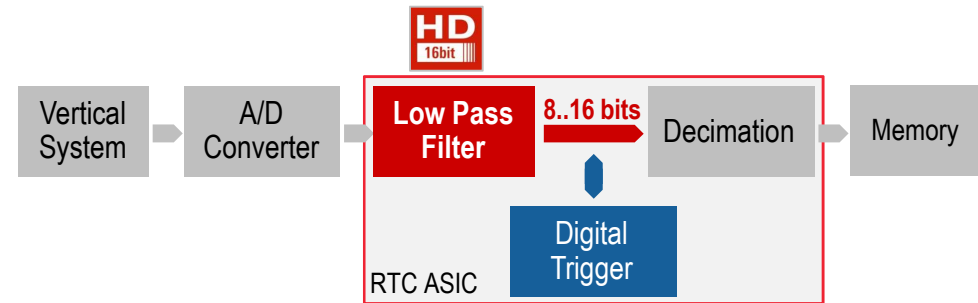 HD
16bit
Vertical
System
A/D
Converter
Low Pass
Filter
8..16 bits
Decimation
Memory
Digital
Trigger
RTC ASIC